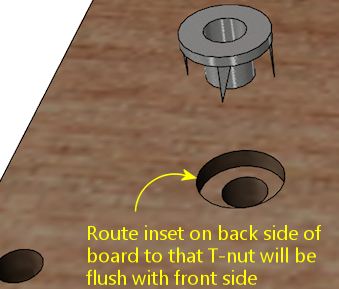 Route inset on back side of
board to that T-nut will be
flush with front side